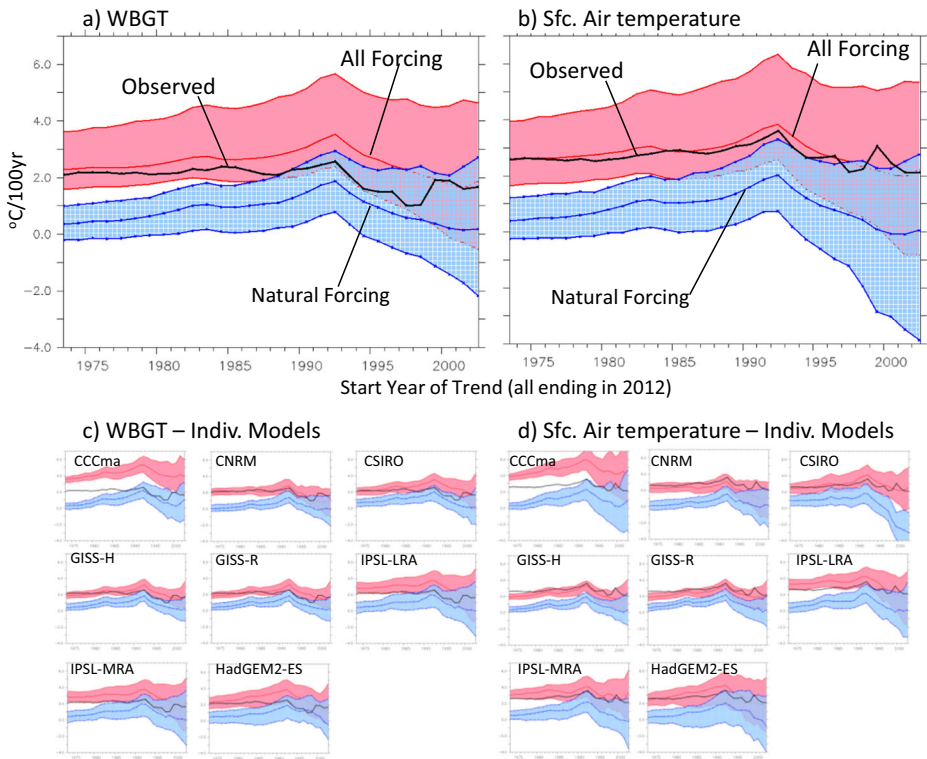 a) WBGT
b) Sfc. Air temperature
6.0
4.0
2.0
0.0
−2.0
−4.0
°C/100yr
Observed
All Forcing
Natural Forcing
Observed
All Forcing
Natural Forcing
1975 1980 1985 1990 1995 2000
1975 1980 1985 1990 1995 2000
Start Year of Trend (all ending in 2012)
c) WBGT – Indiv. Models
d) Sfc. Air temperature – Indiv. Models
CCCma CNRM CSIRO
CCCma CNRM CSIRO
GISS-H GISS-R IPSL-LRA
GISS-H GISS-R IPSL-LRA
IPSL-MRA HadGEM2-ES
IPSL-MRA HadGEM2-ES